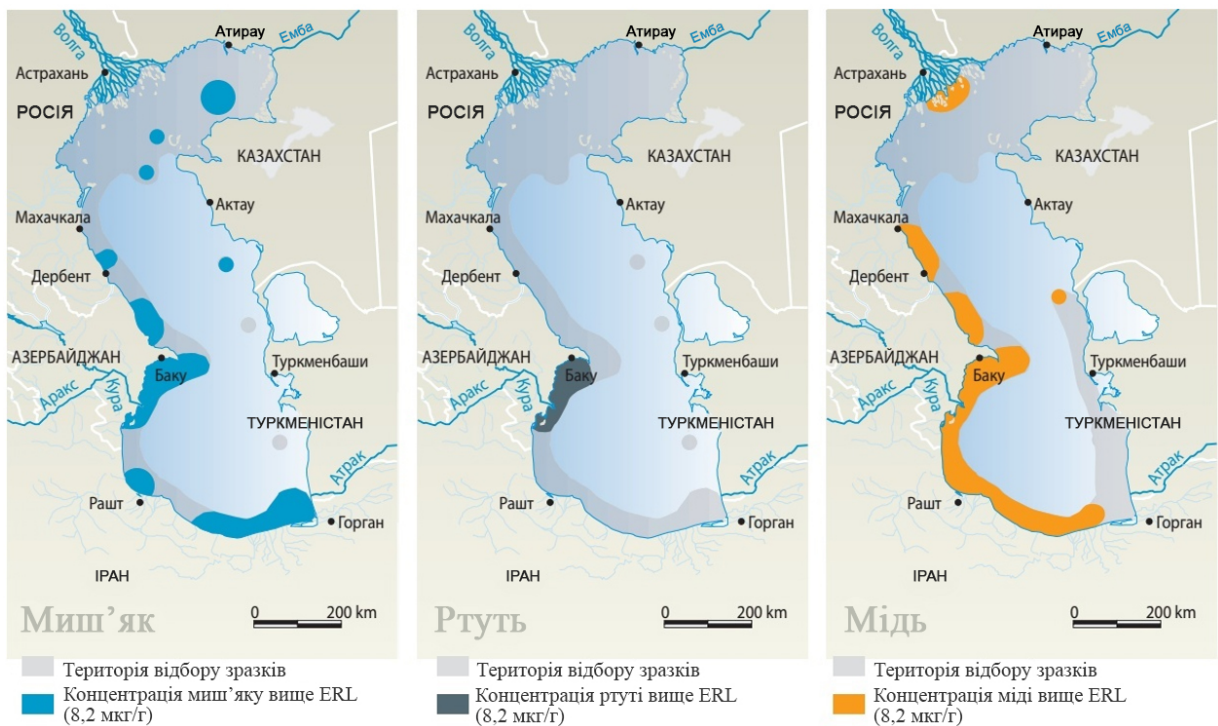 Волга
Атирау
Емба
Астрахань
РОСІЯ
КАЗАХСТАН
Актау
Махачкала
Дербент
АЗЕРБАЙДЖАН
Баку
Туркменбаши
Аракс
Кура
ТУРКМЕНІСТАН
Атрак
Рашт
Горган
ІРАН
0 200 km
Миш’як
Територія відбору зразків
Концентрація миш’яку вище ERL
(8,2 мкг/г)
Волга
Атирау
Емба
Астрахань
РОСІЯ
КАЗАХСТАН
Актау
Махачкала
Дербент
АЗЕРБАЙДЖАН
Баку
Туркменбаши
Аракс
Кура
ТУРКМЕНІСТАН
Атрак
Рашт
Горган
ІРАН
0 200 km
Ртуть
Територія відбору зразків
Концентрація ртуті вище ERL
(8,2 мкг/г)
Волга
Атирау
Емба
Астрахань
РОСІЯ
КАЗАХСТАН
Актау
Махачкала
Дербент
АЗЕРБАЙДЖАН
Баку
Туркменбаши
Аракс
Кура
ТУРКМЕНІСТАН
Атрак
Рашт
Горган
ІРАН
0 200 km
Мідь
Територія відбору зразків
Концентрація міді вище ERL
(8,2 мкг/г)